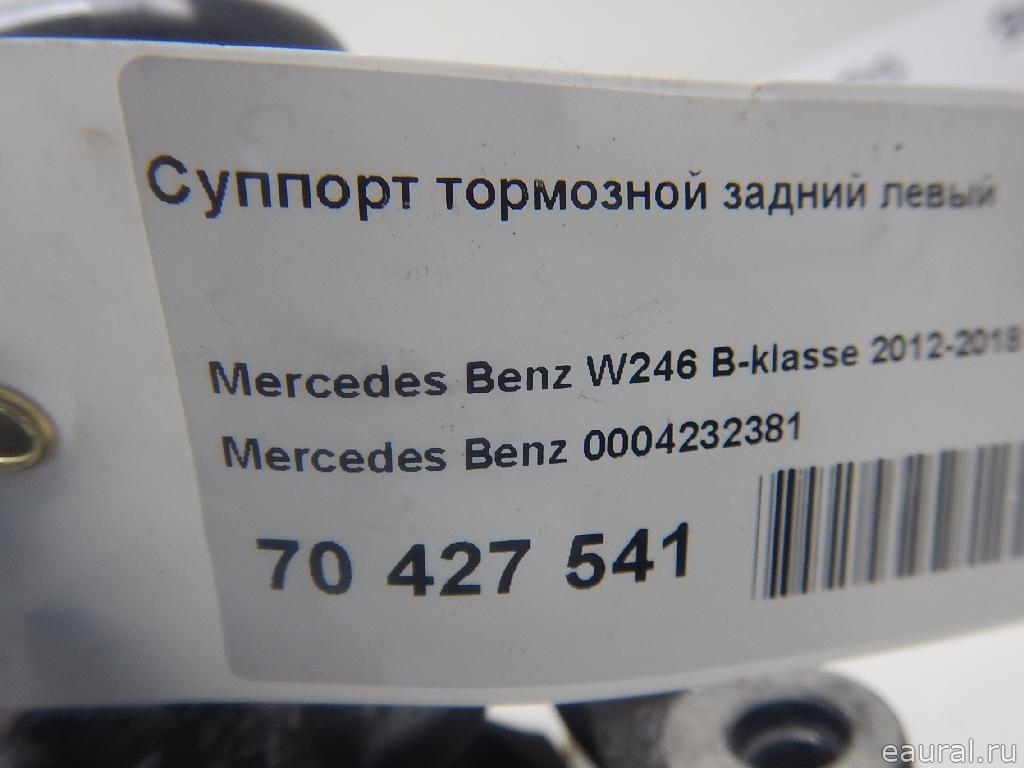 Суппорт тормозной задний левый
Mercedes Benz W246 B-klasse 2012-2018
Mercedes Benz 0004232381
70 427 541
eaural.ru